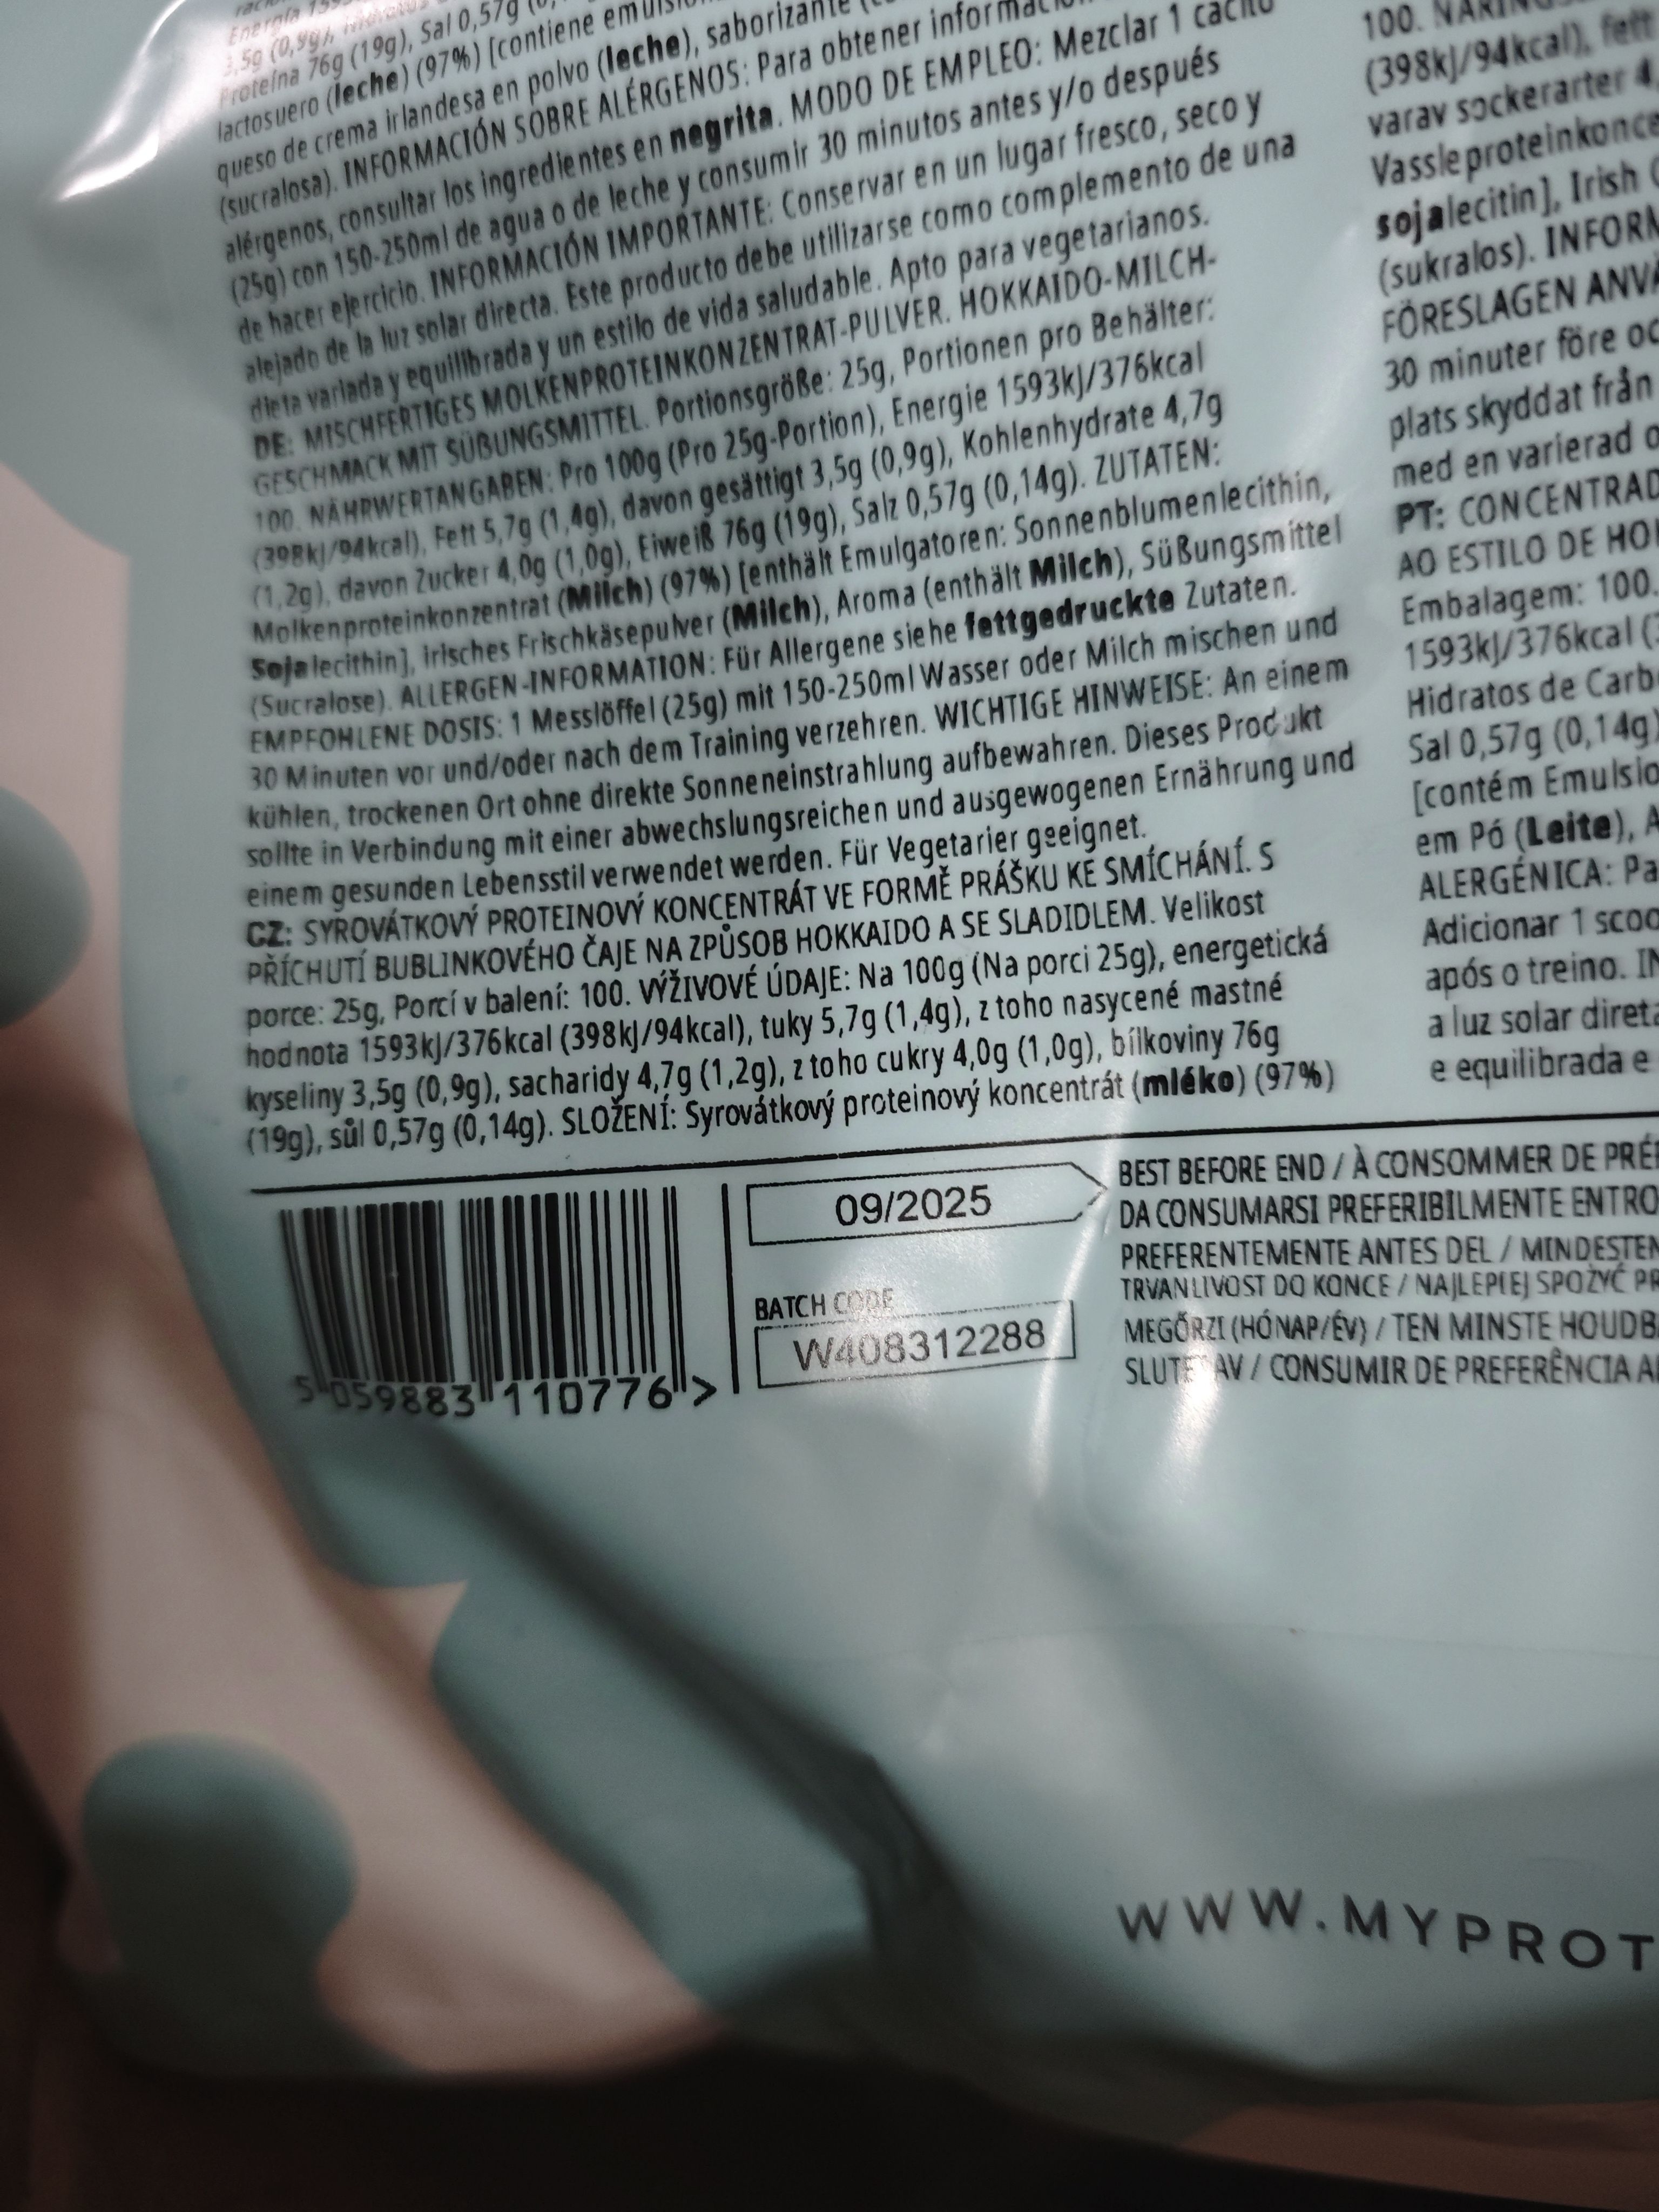 Proteína 76g (19g), Sal 0,57g
lactosuero (leche) (97%) [contiene
queso de crema irlandesa en polvo (leche), saborizante
(sucralosa). INFORMACIÓN SOBRE ALÉRGENOS: Para obtener
alérgenos, consultar los ingredientes en negrita. MODO DE EMPLEO: Mezclar 1 cacito
(25g) con 150-250ml de agua o de leche y consumir 30 minutos antes y/o después
de hacer ejercicio. INFORMACIÓN IMPORTANTE: Conservar en un lugar fresco, seco y
alejado de la luz solar directa. Este producto debe utilizarse como complemento de una
dieta variada y equilibrada y un estilo de vida saludable. Apto para vegetarianos.
DE: MISCHFERTIGES MOLKENPROTEINKONZENTRAT-PULVER. HOKKAIDO-MILCH-
GESCHMACK MIT SÜßUNGSMITTEL. Portionsgröße: 25g, Portionen pro Behälter:
100. NÄHRWERTANGABEN: Pro 100g (Pro 25g-Portion), Energie 1593kJ/376kcal
(398kJ/94kcal), Fett 5,7g (1,4g), davon gesättigt 3,5g (0,9g), Kohlenhydrate 4,7g
(1,2g), davon Zucker 4,0g (1,0g), Eiweiß 76g (19g), Salz 0,57g (0,14g). ZUTATEN:
Molkenproteinkonzentrat (Milch) (97%) [enthält Emulgatoren: Sonnenblumenlecithin,
Sojalecithin], irisches Frischkäsepulver (Milch), Aroma (enthält Milch), Süßungsmittel
(Sucralose). ALLERGEN-INFORMATION: Für Allergene siehe fettgedruckte Zutaten.
EMPFOHLENE DOSIS: 1 Messlöffel (25g) mit 150-250ml Wasser oder Milch mischen und
30 Minuten vor und/oder nach dem Training verzehren. WICHTIGE HINWEISE: An einem
kühlen, trockenen Ort ohne direkte Sonneneinstrahlung aufbewahren. Dieses Produkt
sollte in Verbindung mit einer abwechslungsreichen und ausgewogenen Ernährung und
einem gesunden Lebensstil verwendet werden. Für Vegetarier geeignet.
CZ: SYROVÁTKOVÝ PROTEINOVÝ KONCENTRÁT VE FORMĚ PRÁŠKU KE SMÍCHÁNÍ. S
PŘÍCHUTÍ BUBLINKOVÉHO ČAJE NA ZPŮSOB HOKKAIDO A SE SLADIDLEM. Velikost
porce: 25g, Porcí v balení: 100. VÝŽIVOVÉ ÚDAJE: Na 100g (Na porci 25g), energetická
hodnota 1593kJ/376kcal (398kJ/94kcal), tuky 5,7g (1,4g), z toho nasycené mastné
kyseliny 3,5g (0,9g), sacharidy 4,7g (1,2g), z toho cukry 4,0g (1,0g), bílkoviny 76g
(19g), sůl 0,57g (0,14g). SLOŽENÍ: Syrovátkový proteinový koncentrát (mléko) (97%)
(398kJ/94kcal), fett
varav sockerarter 4,
Vassleproteinkonce
sojalecitin], Irish
(sukralos). INFORM
FÖRESLAGEN ANVÄ
30 minuter före oc
plats skyddat från
med en varierad o
PT: CONCENTRAD
AO ESTILO DE HO
Embalagem: 100.
1593kJ/376kcal (
Hidratos de Carb
Sal 0,57g (0,14g)
[contém Emulsio
em Pó (Leite), A
ALERGÉNICA: Pa
Adicionar 1 scoo
após o treino. IN
a luz solar direta
e equilibrada e
5 059883 110776 >
09/2025
BATCH CODE
W408312288
BEST BEFORE END / À CONSOMMER DE PRÉF
DA CONSUMARSI PREFERIBILMENTE ENTRO
PREFERENTEMENTE ANTES DEL / MINDESTEN
TRVANLIVOST DO KONCE / NAJLEPIEJ SPOŻYĆ PR
MEGŐRZI (HÓNAP/ÉV) / TEN MINSTE HOUDB
AV / CONSUMIR DE PREFERÊNCIA A
WWW.MYPROT